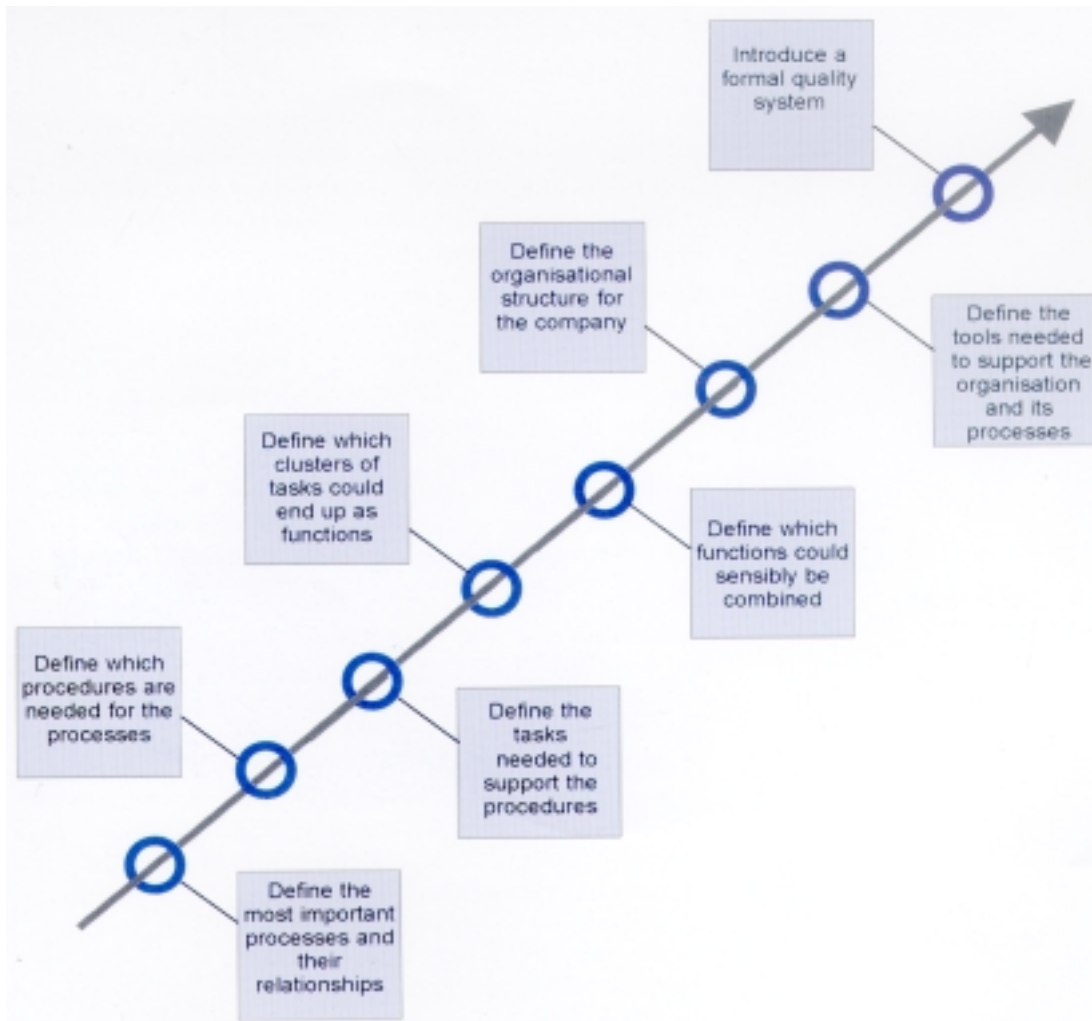 Introduce a
formal quality
system
Define the
organisational
structure for
the company
Define the
tools needed
to support the
organisation
and its
processes
Define which
clusters of
tasks could
end up as
functions
Define which
functions could
sensibly be
combined
Define which
procedures are
needed for the
processes
Define the
tasks
needed to
support the
procedures
Define the
most important
processes and
their
relationships